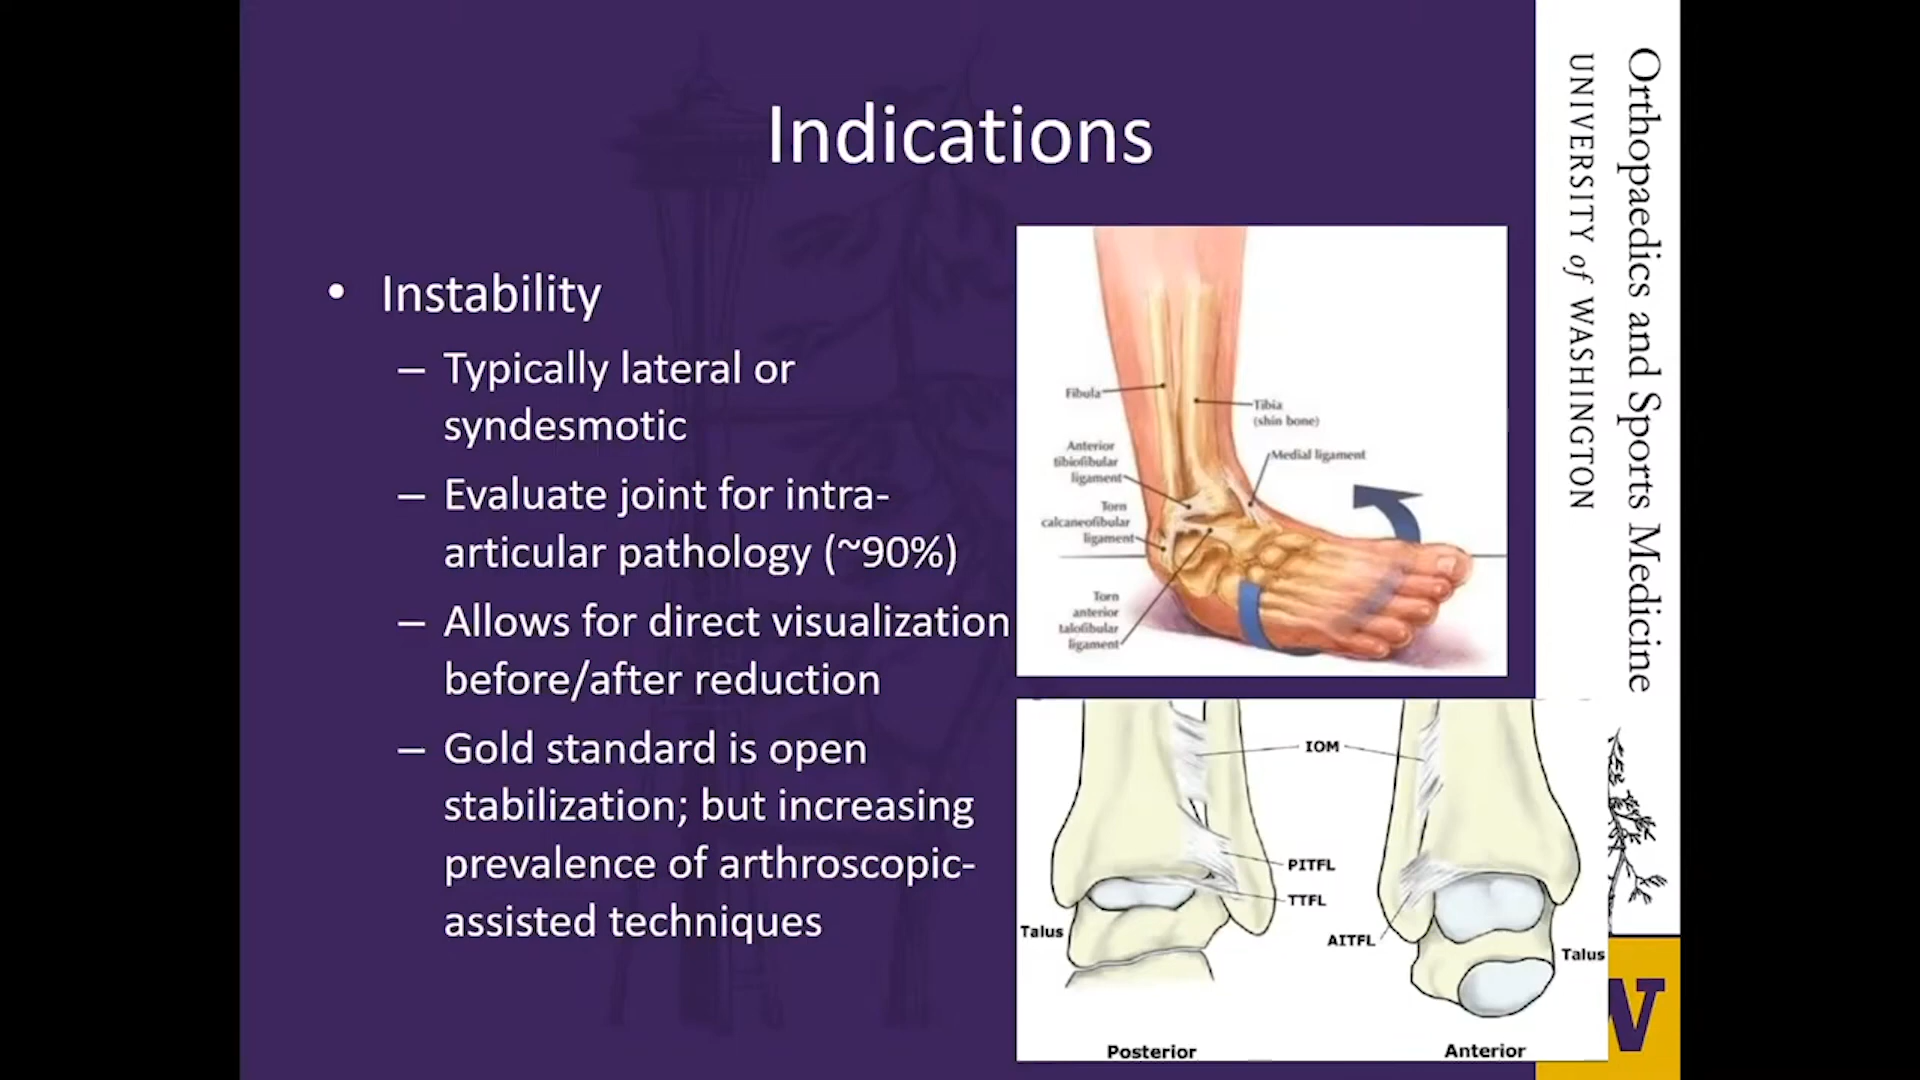 Indications
• Instability
– Typically lateral or
syndesmotic
– Evaluate joint for intra-
articular pathology (~90%)
– Allows for direct visualization
before/after reduction
– Gold standard is open
stabilization; but increasing
prevalence of arthroscopic-
assisted techniques
Fibula
Tibia
(shin bone)
Anterior
tibiofibular
ligament
Medial ligament
Torn
calcaneofibular
ligament
Torn
anterior
talofibular
ligament
IOM
PITFL
TTFL
Talus
AITFL
Talus
Posterior
Anterior
Orthopaedics and Sports Medicine
UNIVERSITY of WASHINGTON
W